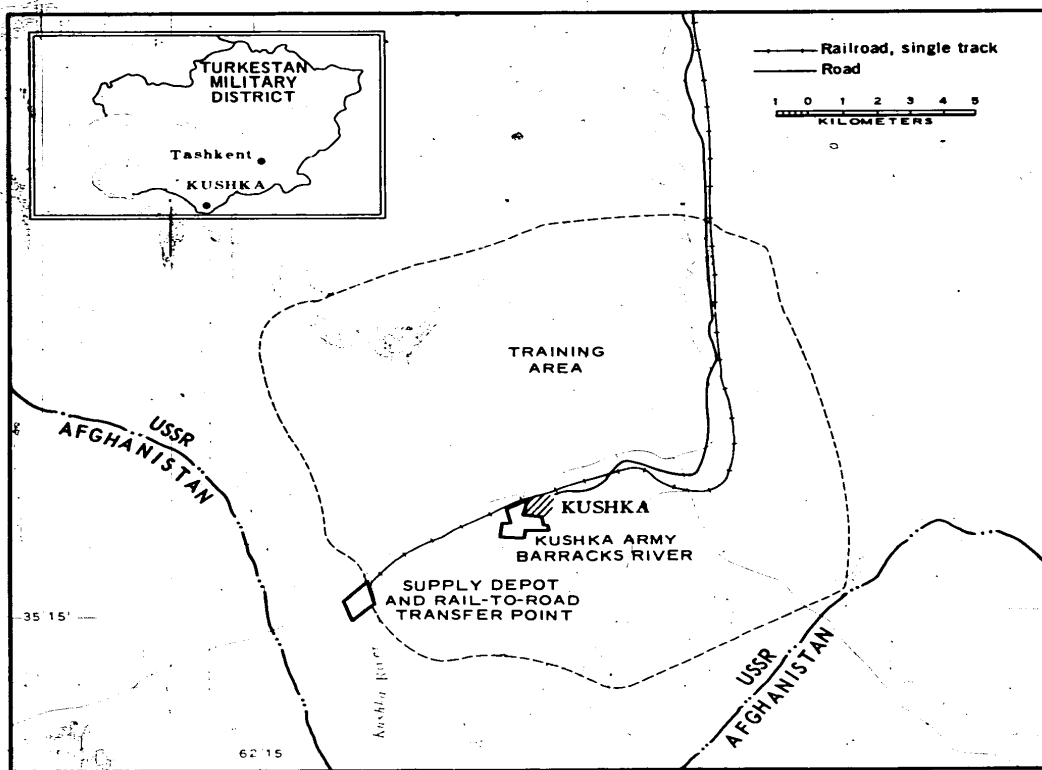 TURKESTAN
MILITARY
DISTRICT
Tashkent
KUSHKA
Railroad, single track
Road
1 0 1 2 3 4 5
KILOMETERS
TRAINING
AREA
USSR
AFGHANISTAN
KUSHKA
KUSHKA ARMY
BARRACKS RIVER
SUPPLY DEPOT
AND RAIL-TO-ROAD
TRANSFER POINT
35 15'
Kushka River
USSR
AFGHANISTAN
62 15